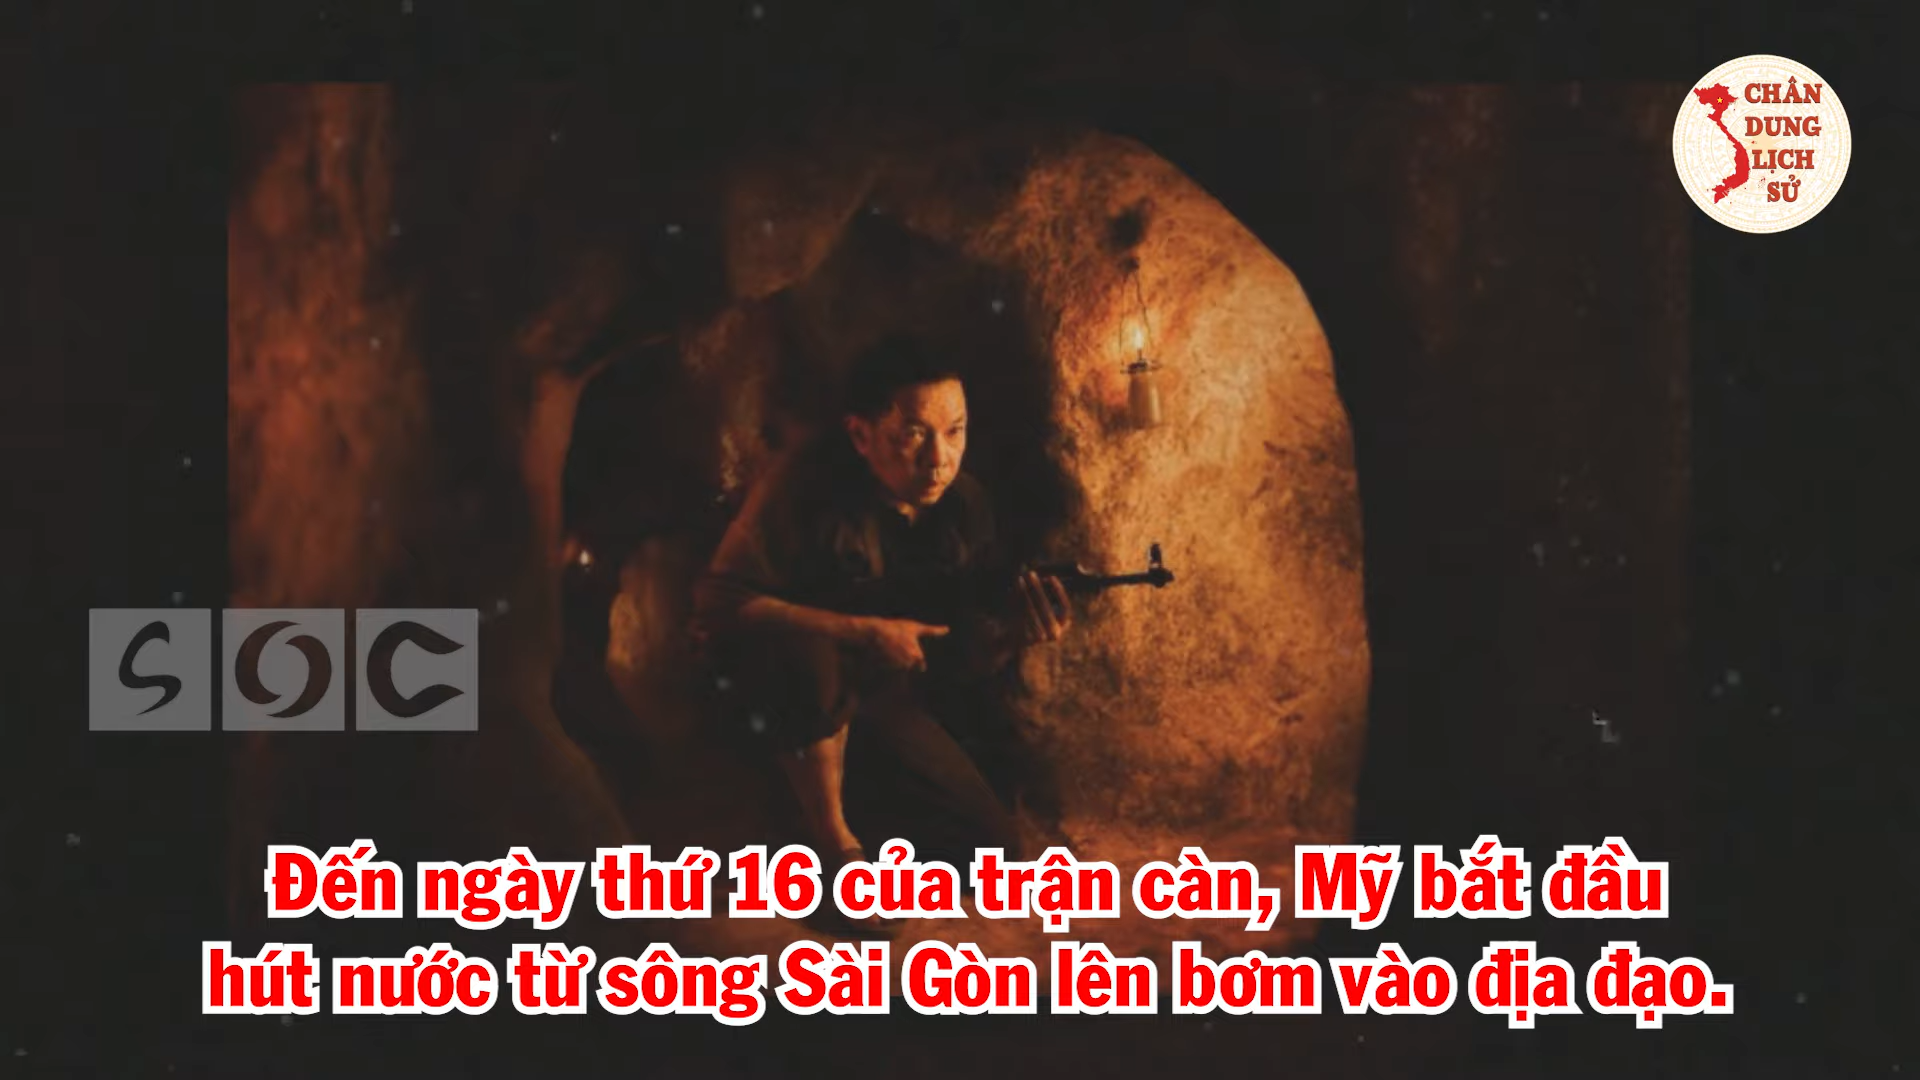 CHÂN
DUNG
LỊCH
SỬ
SOC
Đến ngày thứ 16 của trận càn, Mỹ bắt đầu
hút nước từ sông Sài Gòn lên bơm vào địa đạo.